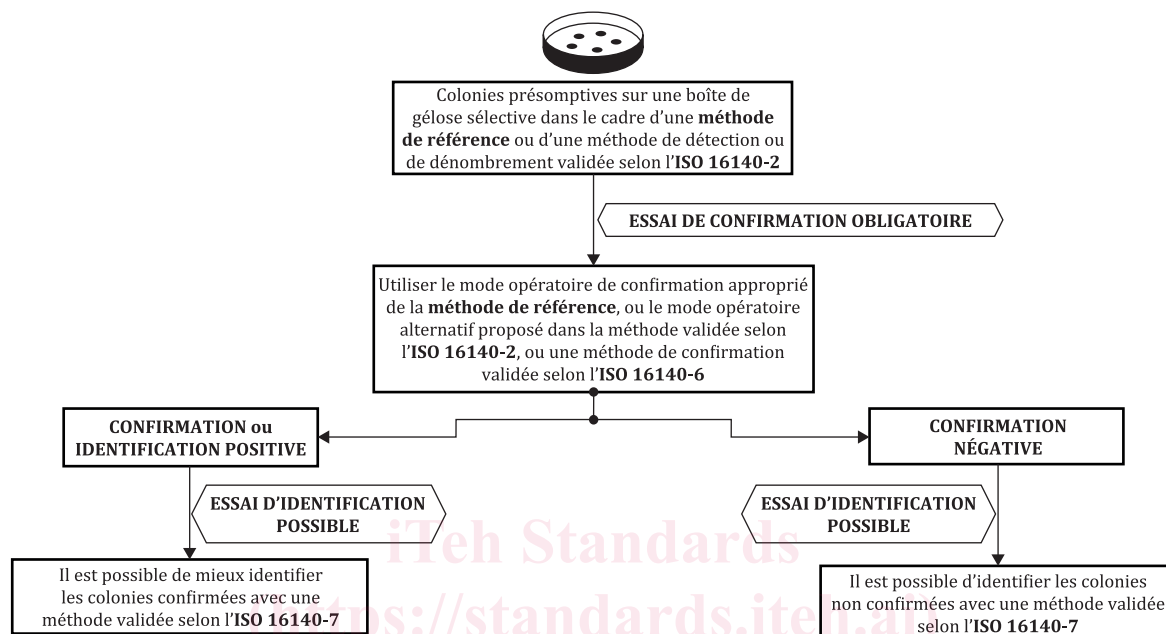 Colonies présomptives sur une boîte de
gélose sélective dans le cadre d’une méthode
de référence ou d’une méthode de détection ou
de dénombrement validée selon l’ISO 16140-2
ESSAI DE CONFIRMATION OBLIGATOIRE
Utiliser le mode opératoire de confirmation approprié
de la méthode de référence, ou le mode opératoire
alternatif proposé dans la méthode validée selon
l’ISO 16140-2, ou une méthode de confirmation
validée selon l’ISO 16140-6
CONFIRMATION ou
IDENTIFICATION POSITIVE
CONFIRMATION
NÉGATIVE
ESSAI D’IDENTIFICATION
POSSIBLE
ESSAI D’IDENTIFICATION
POSSIBLE
iTeh Standards
(https://standards.iteh.ai)
Il est possible de mieux identifier
les colonies confirmées avec une
méthode validée selon l’ISO 16140-7
Il est possible d’identifier les colonies
non confirmées avec une méthode validée
selon l’ISO 16140-7